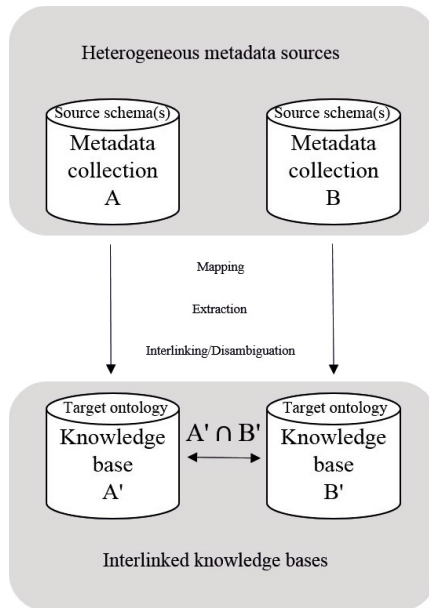 Heterogeneous metadata sources
Source schema(s)
Metadata
collection
A
Source schema(s)
Metadata
collection
B
Mapping
Extraction
Interlinking/Disambiguation
Target ontology
Knowledge
base
A'
A' ∩ B'
Target ontology
Knowledge
base
B'
Interlinked knowledge bases